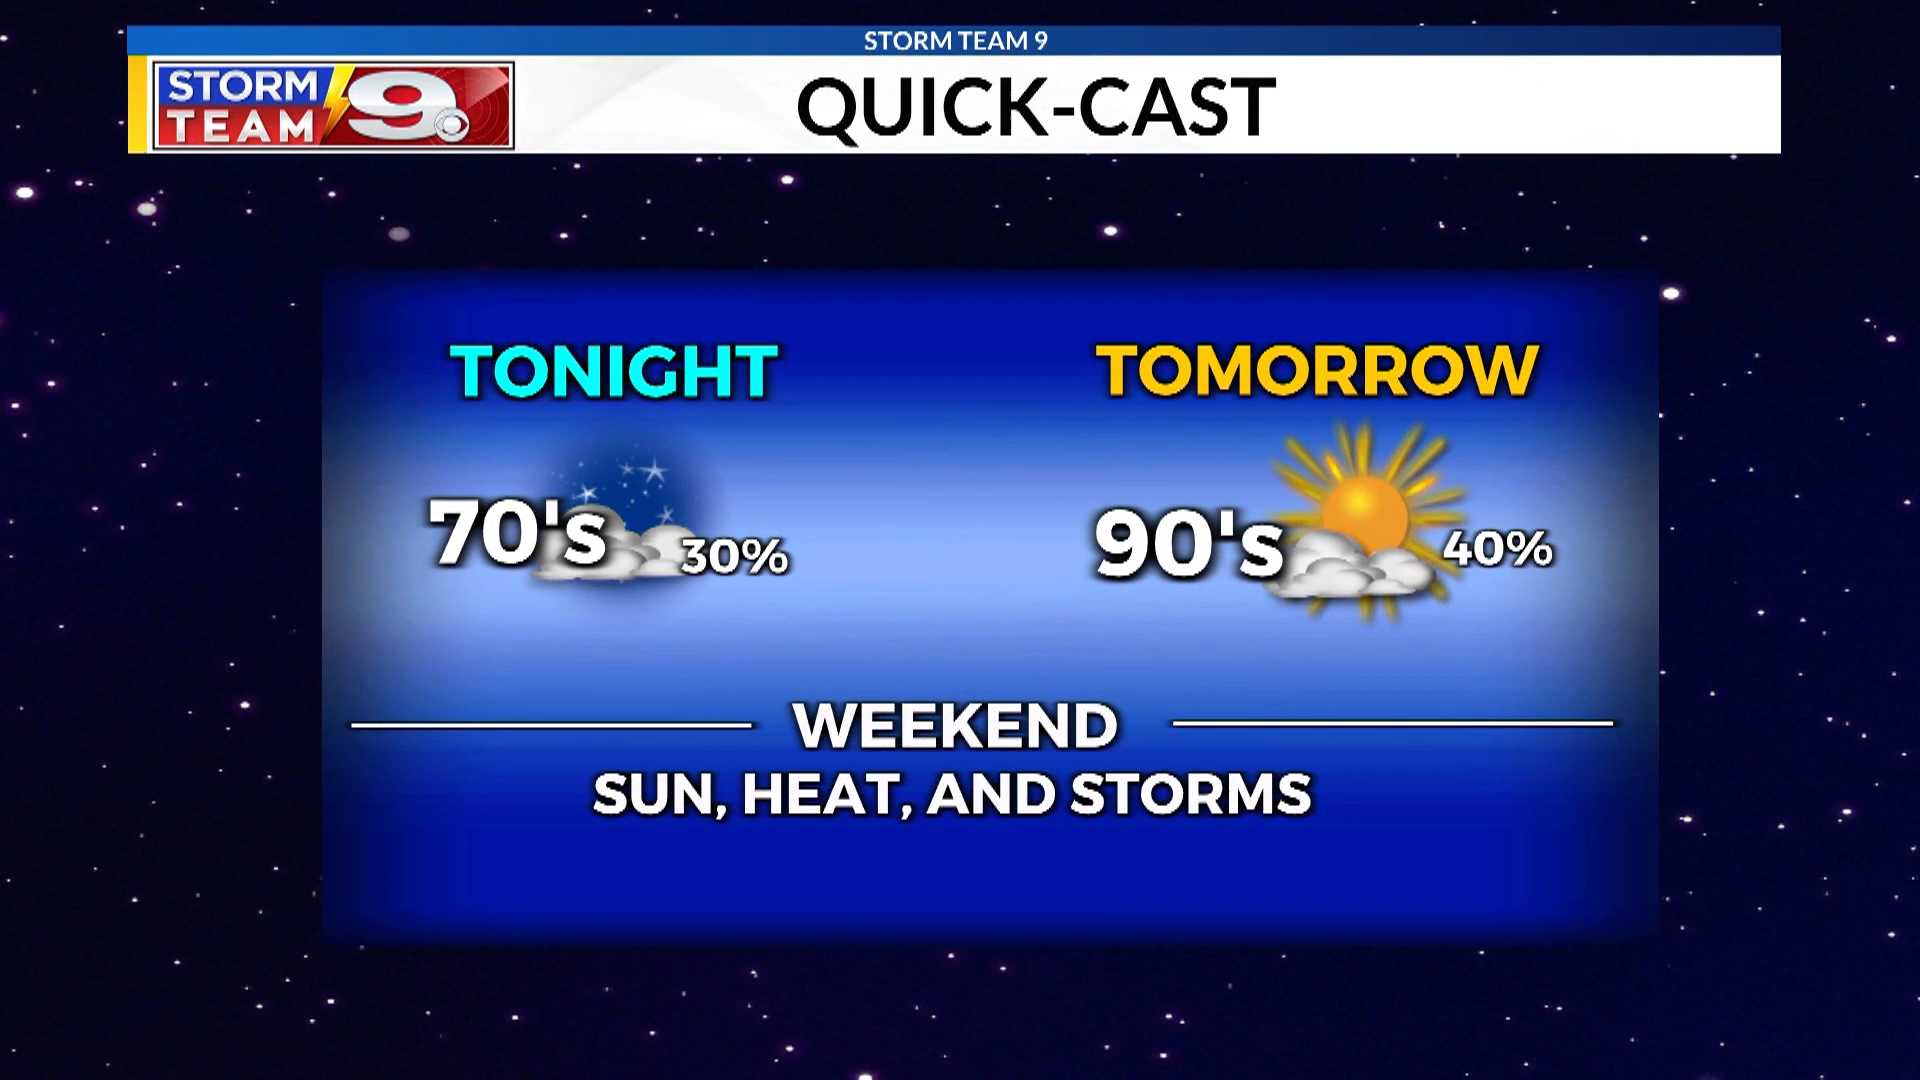 STORM TEAM 9
STORM
TEAM 9
QUICK-CAST
TONIGHT
TOMORROW
70's 30%
90's 40%
WEEKEND
SUN, HEAT, AND STORMS